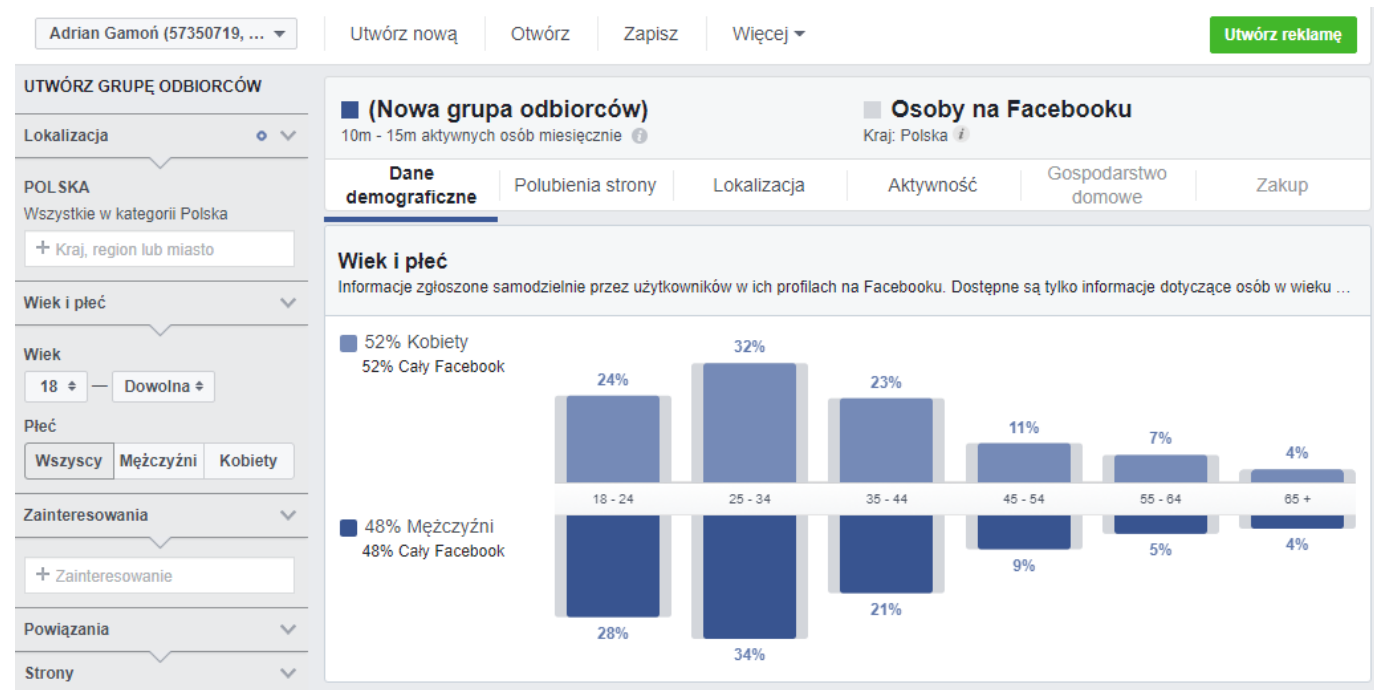 Adrian Gamoń (57350719, ...
Utwórz nową
Otwórz
Zapisz
Więcej
Utwórz reklamę
UTWÓRZ GRUPĘ ODBIORCÓW
Lokalizacja
POLSKA
Wszystkie w kategorii Polska
+ Kraj, region lub miasto
Wiek i płeć
Wiek
18 — Dowolna
Płeć
Wszyscy Mężczyźni Kobiety
Zainteresowania
+ Zainteresowanie
Powiązania
Strony
(Nowa grupa odbiorców)
10m - 15m aktywnych osób miesięcznie
Osoby na Facebooku
Kraj: Polska
Dane
demograficzne
Polubienia strony
Lokalizacja
Aktywność
Gospodarstwo
domowe
Zakup
Wiek i płeć
Informacje zgłoszone samodzielnie przez użytkowników w ich profilach na Facebooku. Dostępne są tylko informacje dotyczące osób w wieku ...
52% Kobiety
52% Cały Facebook
24% 32% 23% 11% 7% 4%
18 - 24 25 - 34 35 - 44 45 - 54 55 - 64 65 +
48% Mężczyźni
48% Cały Facebook
28% 34% 21% 9% 5% 4%